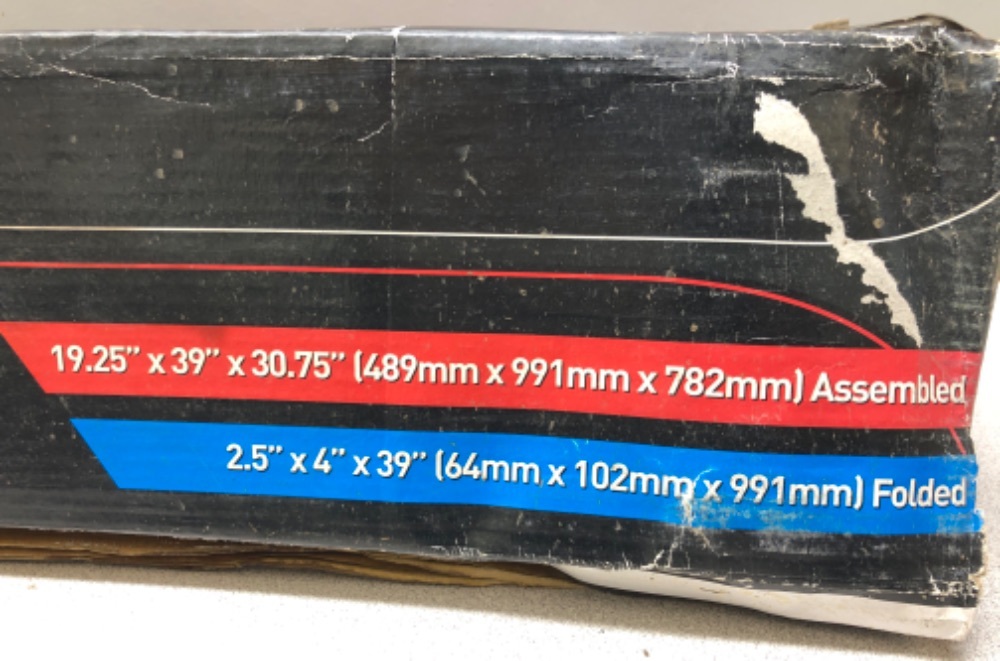 19.25” x 39” x 30.75” (489mm x 991mm x 782mm) Assembled
2.5” x 4” x 39” (64mm x 102mm x 991mm) Folded